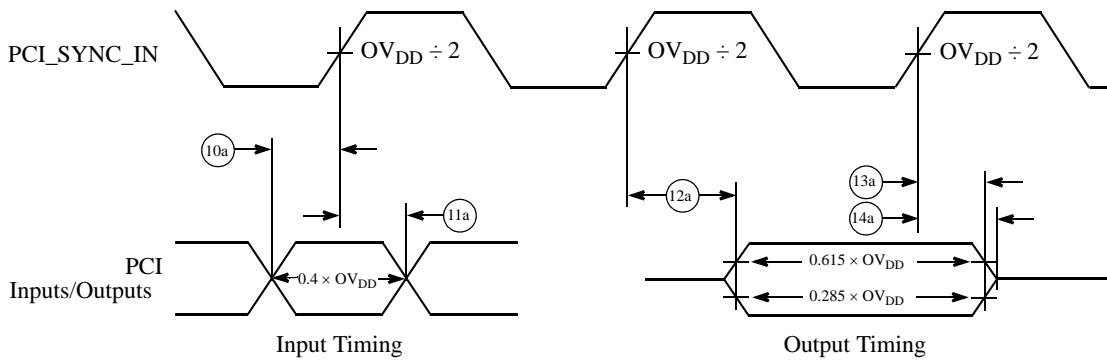 PCI_SYNC_IN
OVDD ÷ 2
OVDD ÷ 2
OVDD ÷ 2
10a
11a
12a
13a
14a
PCI
Inputs/Outputs
0.4 × OVDD
0.615 × OVDD
0.285 × OVDD
Input Timing
Output Timing